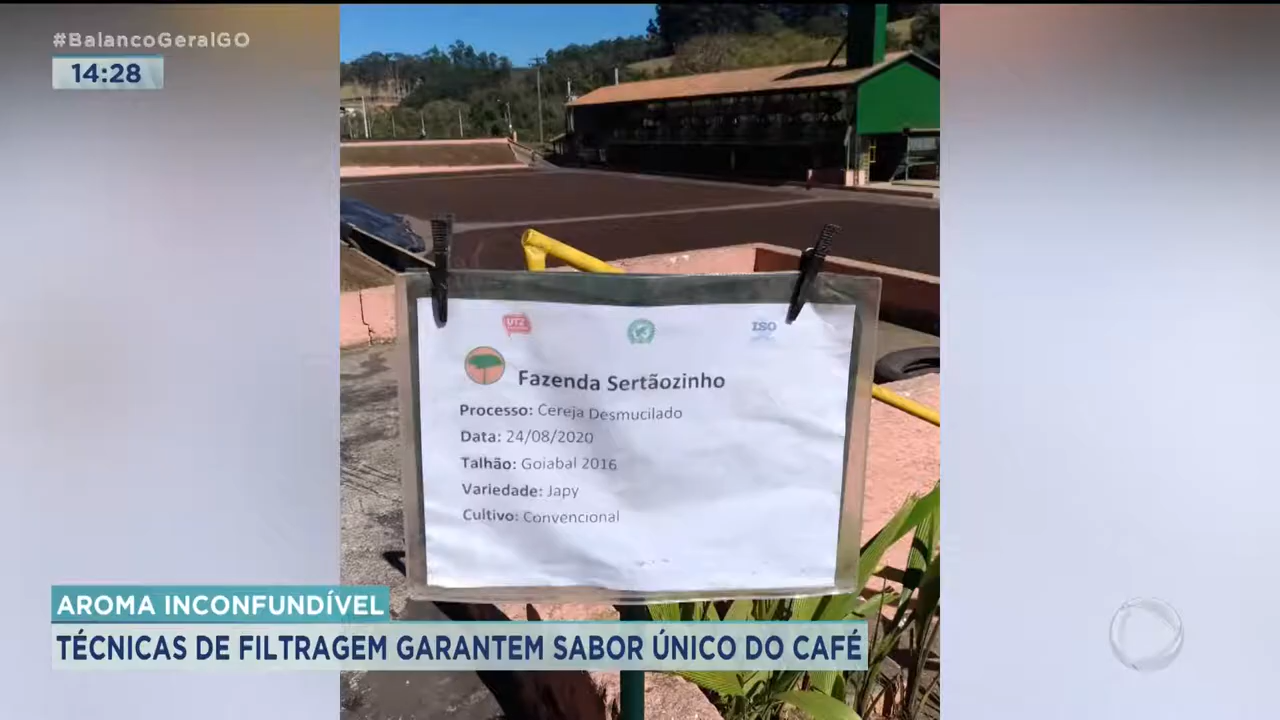 #BalancoGeralGO
14:28
UTZ
ISO
Fazenda Sertãozinho
Processo: Cereja Desmucilado
Data: 24/08/2020
Talhão: Goiabal 2016
Variedade: Japy
Cultivo: Convencional
AROMA INCONFUNDÍVEL
TÉCNICAS DE FILTRAGEM GARANTEM SABOR ÚNICO DO CAFÉ